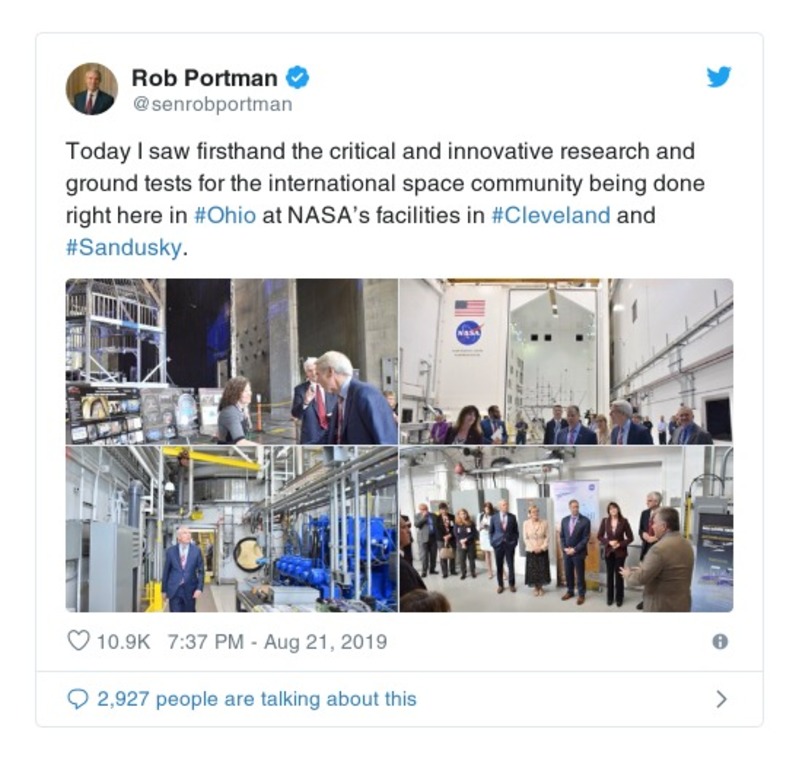 Rob Portman
@senrobportman
Today I saw firsthand the critical and innovative research and
ground tests for the international space community being done
right here in #Ohio at NASA's facilities in #Cleveland and
#Sandusky.
NASA
10.9K 7:37 PM - Aug 21, 2019
2,927 people are talking about this